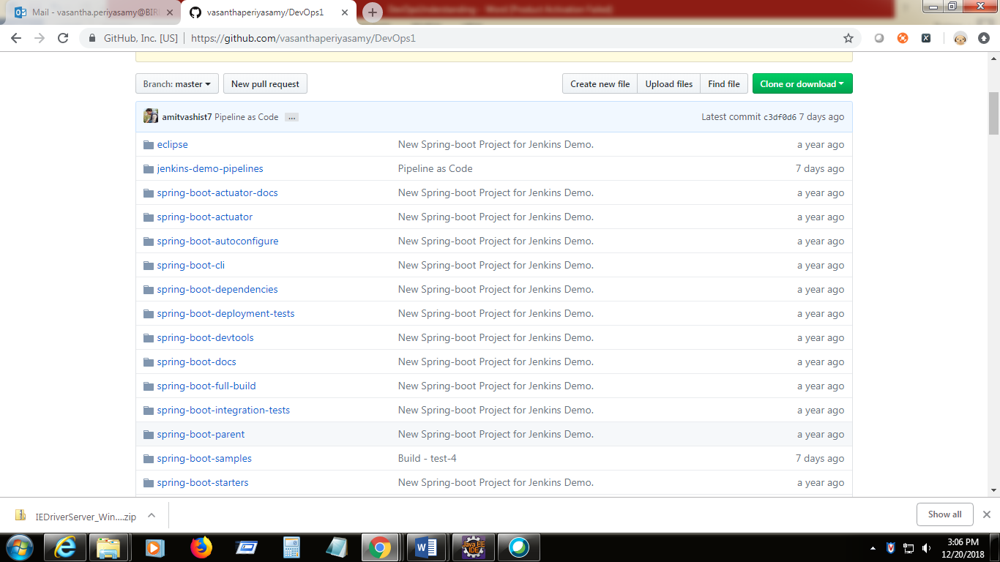 Mail - vasantha.periyasamy@BIR
vasanthaperiyasamy/DevOps1
GitHub, Inc. [US] https://github.com/vasanthaperiyasamy/DevOps1
Branch: master New pull request Create new file Upload files Find file Clone or download
amitvashist7 Pipeline as Code ... Latest commit c3df0d6 7 days ago
eclipse New Spring-boot Project for Jenkins Demo. a year ago
jenkins-demo-pipelines Pipeline as Code 7 days ago
spring-boot-actuator-docs New Spring-boot Project for Jenkins Demo. a year ago
spring-boot-actuator New Spring-boot Project for Jenkins Demo. a year ago
spring-boot-autoconfigure New Spring-boot Project for Jenkins Demo. a year ago
spring-boot-cli New Spring-boot Project for Jenkins Demo. a year ago
spring-boot-dependencies New Spring-boot Project for Jenkins Demo. a year ago
spring-boot-deployment-tests New Spring-boot Project for Jenkins Demo. a year ago
spring-boot-devtools New Spring-boot Project for Jenkins Demo. a year ago
spring-boot-docs New Spring-boot Project for Jenkins Demo. a year ago
spring-boot-full-build New Spring-boot Project for Jenkins Demo. a year ago
spring-boot-integration-tests New Spring-boot Project for Jenkins Demo. a year ago
spring-boot-parent New Spring-boot Project for Jenkins Demo. a year ago
spring-boot-samples Build - test-4 7 days ago
spring-boot-starters New Spring-boot Project for Jenkins Demo. a year ago
IEDriverServer_Win....zip Show all
Java EE
IDE
3:06 PM
12/20/2018